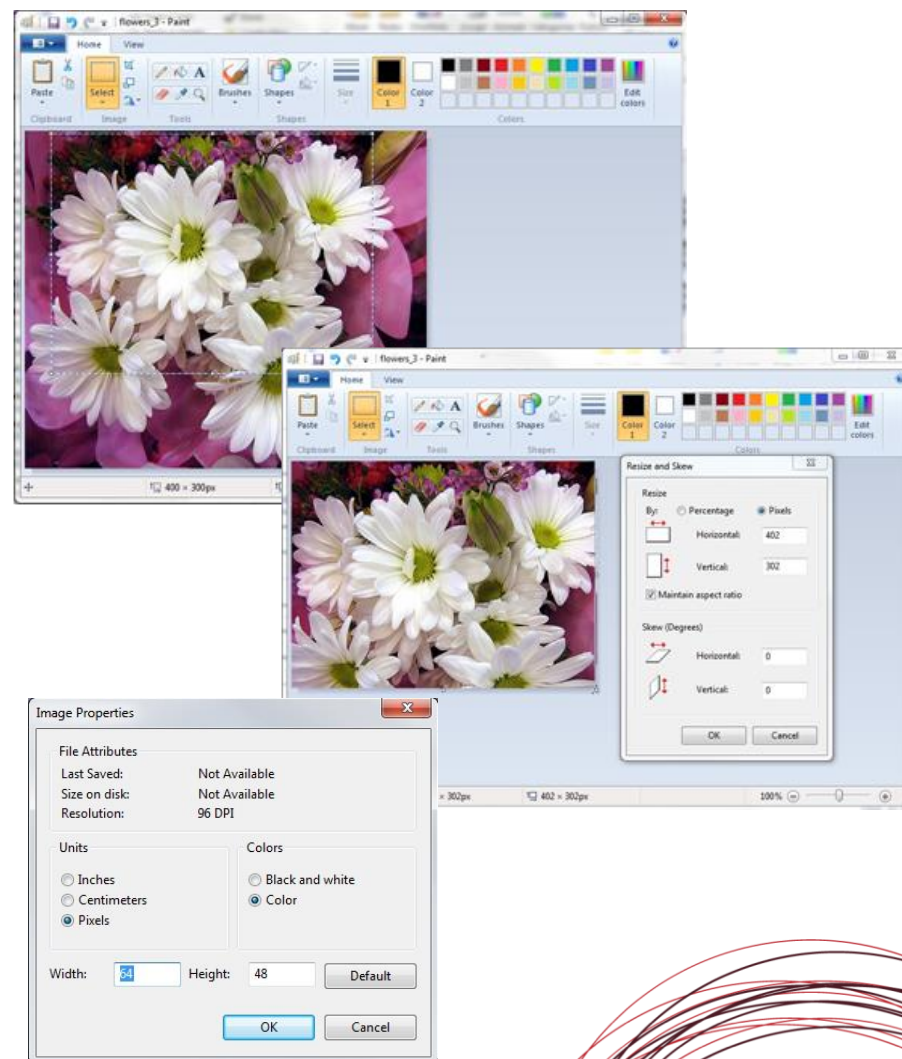 flowers_3 - Paint
Home View
Paste Select Brushes Shapes Size Color 1 Color 2 Edit colors
Clipboard Image Tools Shapes Colors
400 × 300px
flowers_3 - Paint
Home View
Paste Select Brushes Shapes Size Color 1 Color 2 Edit colors
Clipboard Image Tools Shapes Colors
Resize and Skew
Resize
By: Percentage Pixels
Horizontal: 402
Vertical: 302
Maintain aspect ratio
Skew (Degrees)
Horizontal: 0
Vertical: 0
OK Cancel
× 302px 402 × 302px 100%
Image Properties
File Attributes
Last Saved: Not Available
Size on disk: Not Available
Resolution: 96 DPI
Units Colors
Inches Black and white
Centimeters Color
Pixels
Width: 64 Height: 48 Default
OK Cancel